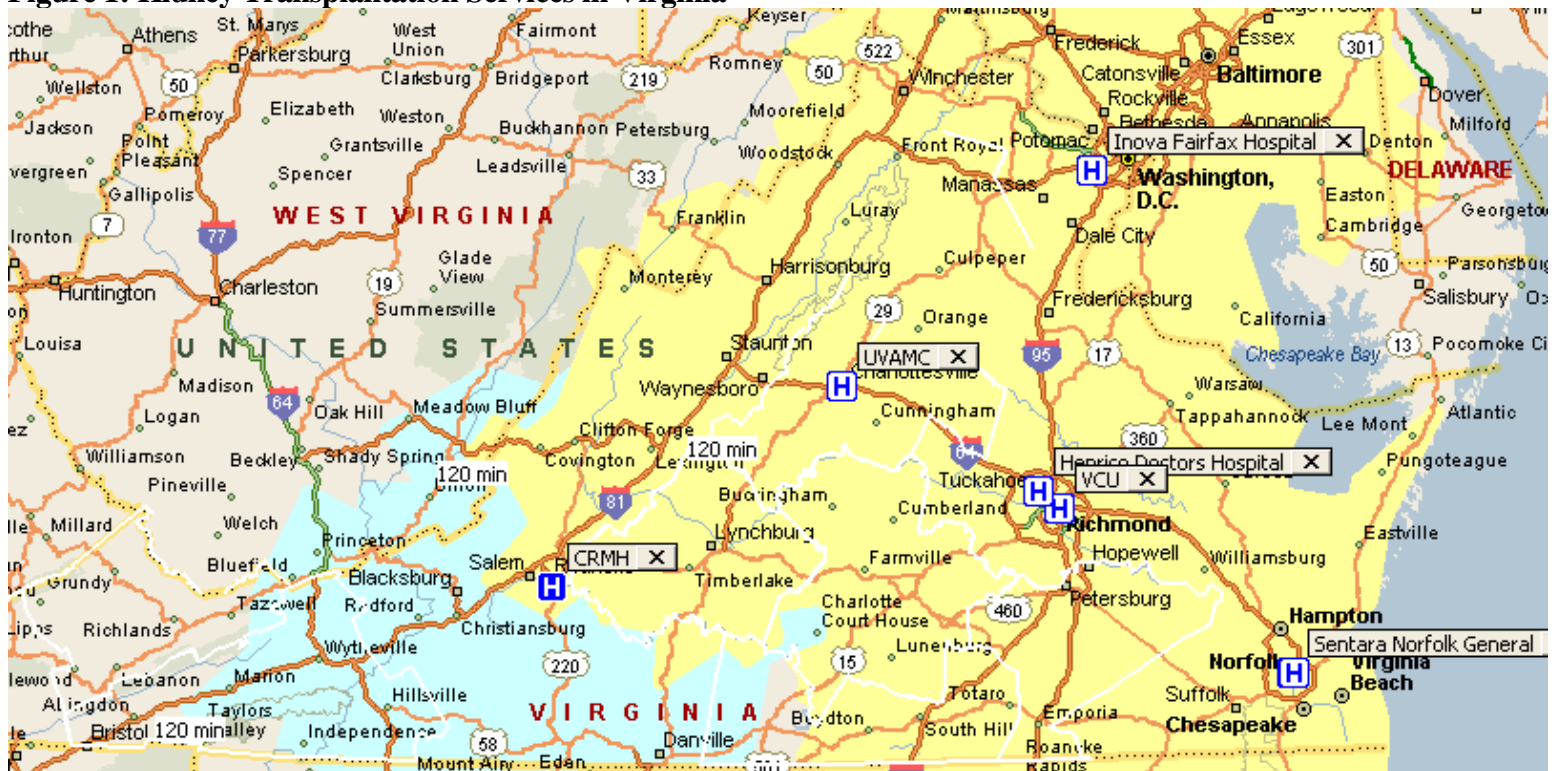 Figure 1: Kidney Transplantation Services in Virginia
Athens
St. Marys
Parkersburg
West
Union
Fairmont
Clarksburg
Bridgeport
Keyser
Romney
Winchester
Frederick
Essex
Catonsville
Baltimore
Rockville
Bethesda
Annapolis
Dover
Milford
Denton
219
50
522
301
50
Wellston
Pomeroy
Elizabeth
Weston
Buckhannon
Petersburg
Moorefield
Jackson
Point
Pleasant
Grantsville
Leadsville
Woodstock
Front Royal
Potomac
Inova Fairfax Hospital X
H
Washington,
D.C.
DELAWARE
Gallipolis
Spencer
33
Manassas
Easton
Cambridge
7
77
WEST VIRGINIA
Franklin
Luray
Dale City
50
Ironton
Huntington
Charleston
19
Glade
View
Summersville
Monterey
Harrisonburg
Culpeper
Fredericksburg
Salisbury
29
Orange
California
Louisa
UNITED STATES
Staunton
UVAMC X
H
Charlottesville
95
17
Chesapeake Bay
13
Madison
64
Oak Hill
Meadow Bluff
Waynesboro
Cunningham
Warsaw
Tappahannock
Lee Mont
Atlantic
Logan
Clifton Forge
Covington
Lexington
120 min
64
360
Williamson
Beckley
Shady Spring
120 min
Union
Henrico Doctors Hospital X
Tuckahoe
H
VCU X
H
Richmond
Pungoteague
Pineville
81
Buckingham
Cumberland
Millard
Welch
Princeton
Lynchburg
Hopewell
Williamsburg
Eastville
Bluefield
Blacksburg
Salem
CRMH X
H
Timberlake
Farmville
Grundy
Tazewell
Radford
Charlotte
Court House
460
Petersburg
Hampton
Richlands
Christiansburg
Lunenburg
Sentara Norfolk General
Wytheville
220
15
Norfolk
H
Virginia
Beach
Lebanon
Marion
Hillsville
Totaro
Suffolk
Abingdon
Taylors
VIRGINIA
Boydton
Emporia
Chesapeake
Bristol
120 min
Independence
58
Danville
South Hill
Mount Airy
Eden
Roanoke
Rapids